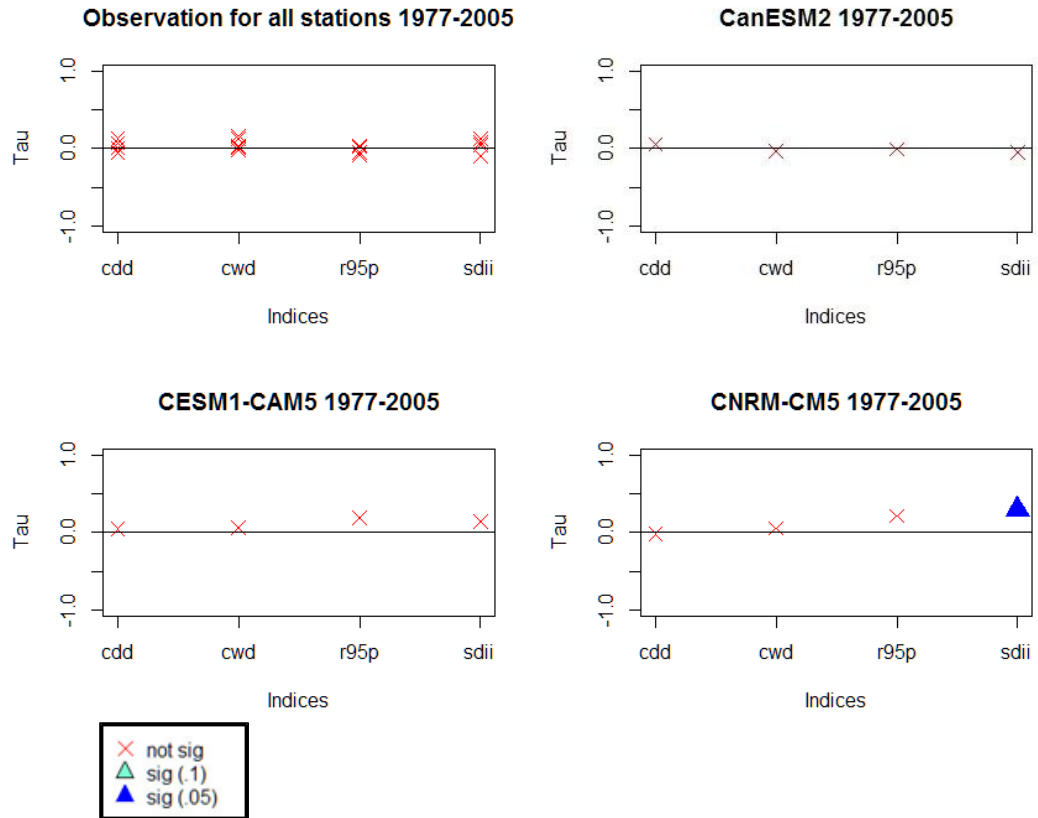 Observation for all stations 1977-2005
1.0
0.0
-1.0
Tau
cdd cwd r95p sdii
Indices
CanESM2 1977-2005
1.0
0.0
-1.0
Tau
cdd cwd r95p sdii
Indices
CESM1-CAM5 1977-2005
1.0
0.0
-1.0
Tau
cdd cwd r95p sdii
Indices
CNRM-CM5 1977-2005
1.0
0.0
-1.0
Tau
cdd cwd r95p sdii
Indices
not sig
sig (.1)
sig (.05)